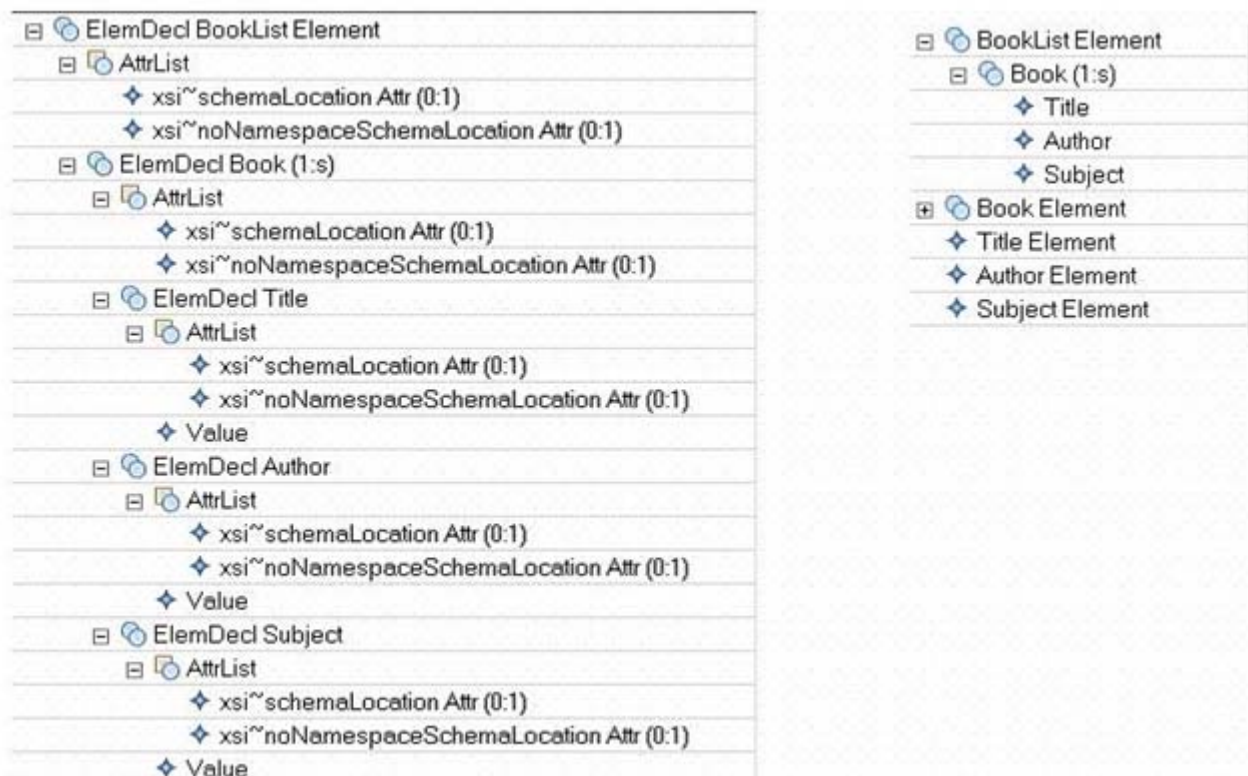 ElemDecl BookList Element
AttrList
xsi~schemaLocation Attr (0:1)
xsi~noNamespaceSchemaLocation Attr (0:1)
ElemDecl Book (1:s)
AttrList
xsi~schemaLocation Attr (0:1)
xsi~noNamespaceSchemaLocation Attr (0:1)
ElemDecl Title
AttrList
xsi~schemaLocation Attr (0:1)
xsi~noNamespaceSchemaLocation Attr (0:1)
Value
ElemDecl Author
AttrList
xsi~schemaLocation Attr (0:1)
xsi~noNamespaceSchemaLocation Attr (0:1)
Value
ElemDecl Subject
AttrList
xsi~schemaLocation Attr (0:1)
xsi~noNamespaceSchemaLocation Attr (0:1)
Value
BookList Element
Book (1:s)
Title
Author
Subject
Book Element
Title Element
Author Element
Subject Element